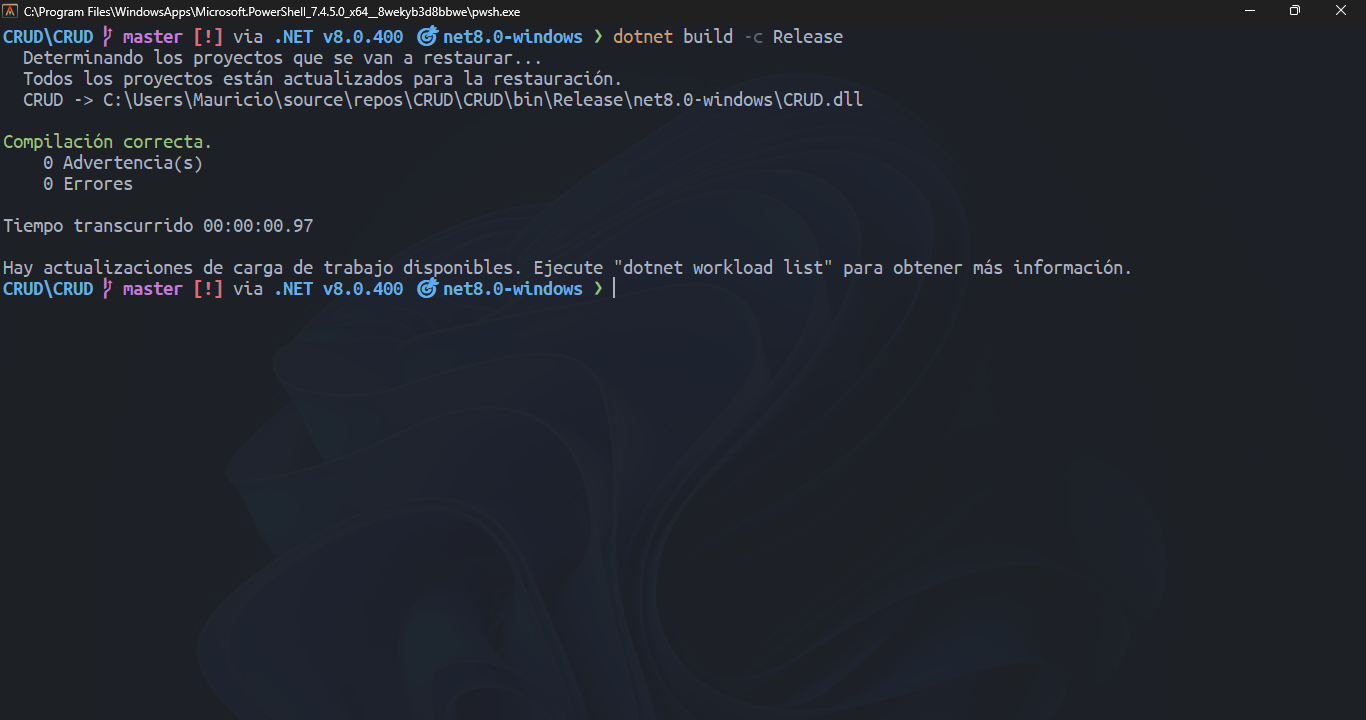 C:\Program Files\WindowsApps\Microsoft.PowerShell_7.4.5.0_x64__8wekyb3d8bbwe\pwsh.exe
CRUD\CRUD master [!] via .NET v8.0.400 net8.0-windows ❯ dotnet build -c Release
Determinando los proyectos que se van a restaurar...
Todos los proyectos están actualizados para la restauración.
CRUD -> C:\Users\Mauricio\source\repos\CRUD\CRUD\bin\Release\net8.0-windows\CRUD.dll
Compilación correcta.
0 Advertencia(s)
0 Errores
Tiempo transcurrido 00:00:00.97
Hay actualizaciones de carga de trabajo disponibles. Ejecute "dotnet workload list" para obtener más información.
CRUD\CRUD master [!] via .NET v8.0.400 net8.0-windows ❯